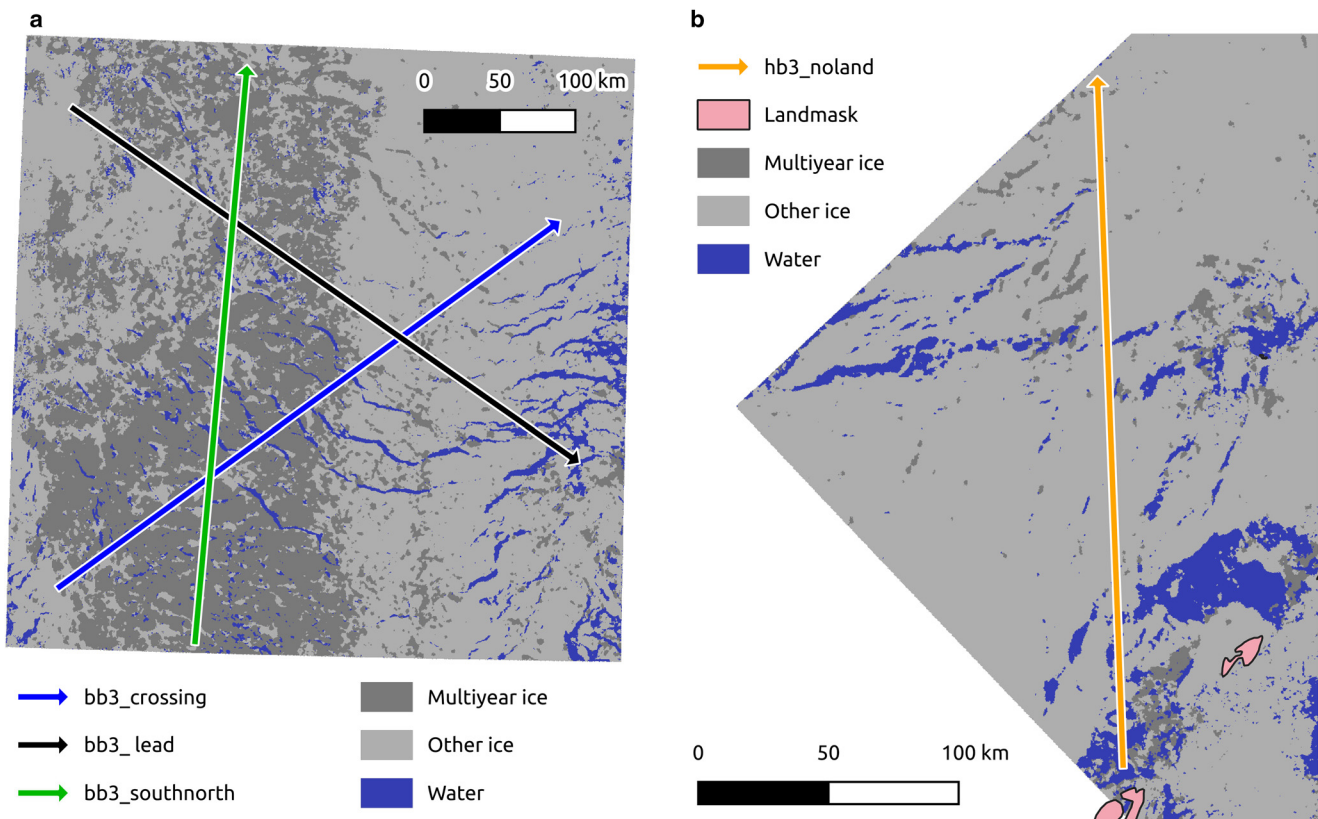 a
0 50 100 km
bb3_crossing
bb3_ lead
bb3_southnorth
Multiyear ice
Other ice
Water
b
hb3_noland
Landmask
Multiyear ice
Other ice
Water
0 50 100 km